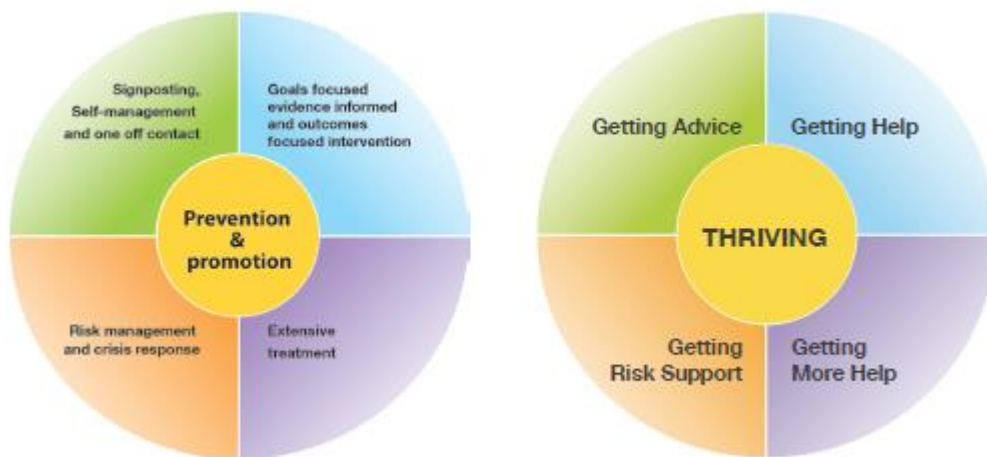 Signposting,
Self-management
and one off contact
Goals focused
evidence informed
and outcomes
focused intervention
Prevention
&
promotion
Risk management
and crisis response
Extensive
treatment
Getting Advice
Getting Help
THRIVING
Getting
Risk Support
Getting
More Help